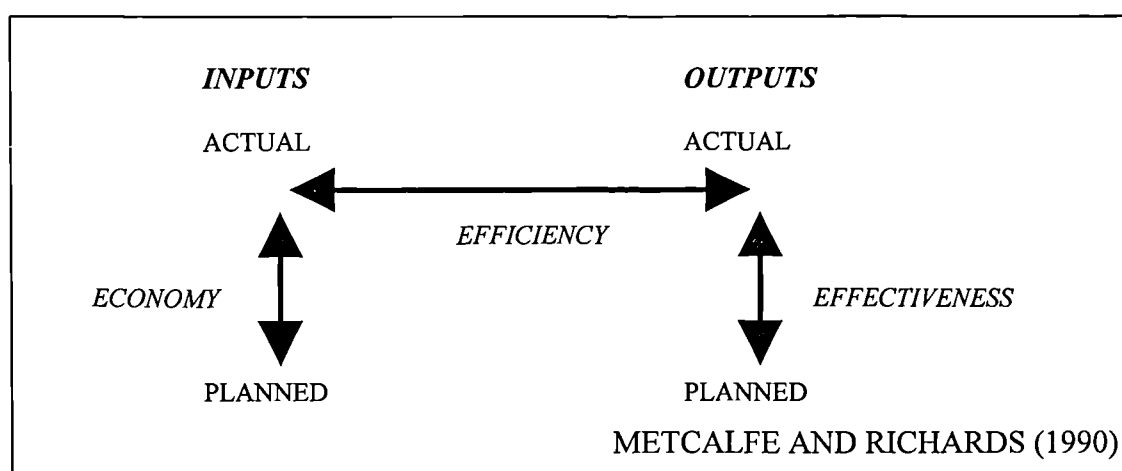 INPUTS OUTPUTS
ACTUAL ACTUAL
EFFICIENCY
ECONOMY EFFECTIVENESS
PLANNED PLANNED
METCALFE AND RICHARDS (1990)